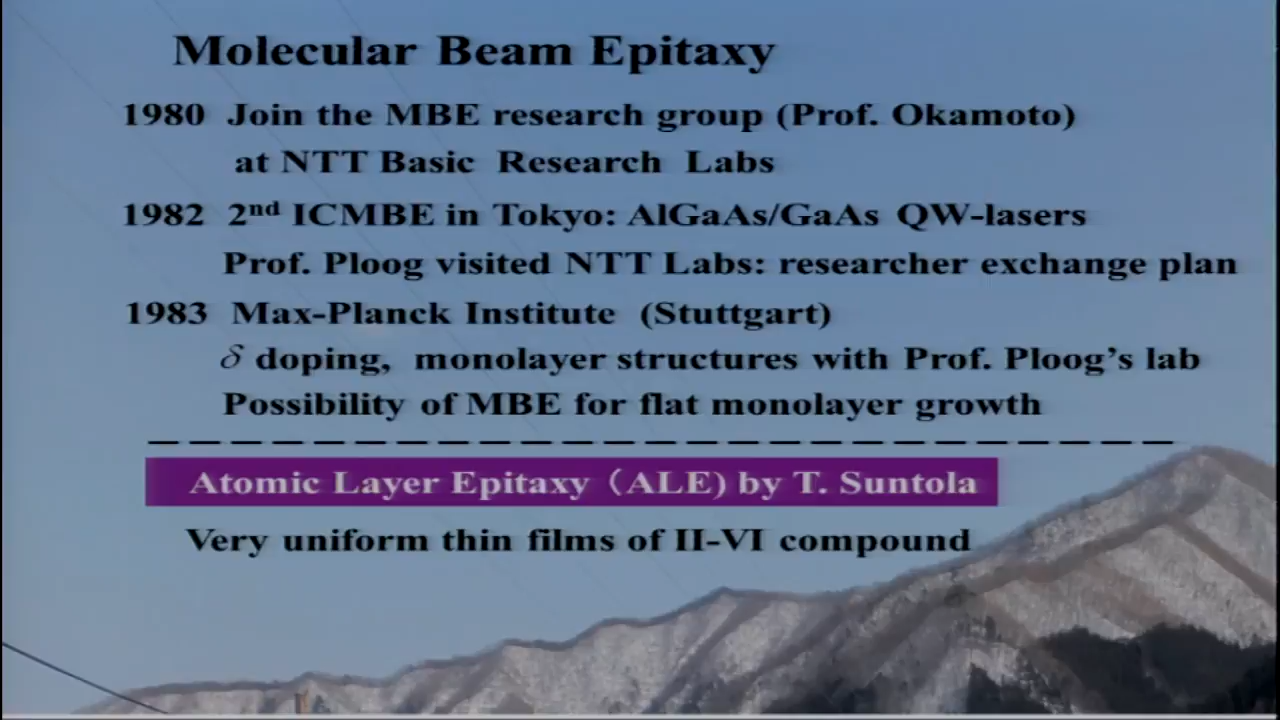 Molecular Beam Epitaxy
1980 Join the MBE research group (Prof. Okamoto)
at NTT Basic Research Labs
1982 2nd ICMBE in Tokyo: AlGaAs/GaAs QW-lasers
Prof. Ploog visited NTT Labs: researcher exchange plan
1983 Max-Planck Institute (Stuttgart)
δ doping, monolayer structures with Prof. Ploog’s lab
Possibility of MBE for flat monolayer growth
Atomic Layer Epitaxy（ALE) by T. Suntola
Very uniform thin films of II-VI compound